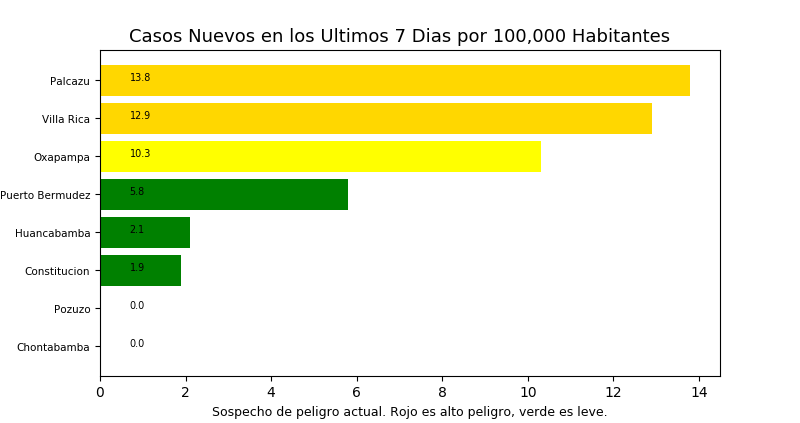 Casos Nuevos en los Ultimos 7 Dias por 100,000 Habitantes
Palcazu 13.8
Villa Rica 12.9
Oxapampa 10.3
Puerto Bermudez 5.8
Huancabamba 2.1
Constitucion 1.9
Pozuzo 0.0
Chontabamba 0.0
0 2 4 6 8 10 12 14
Sospecho de peligro actual. Rojo es alto peligro, verde es leve.